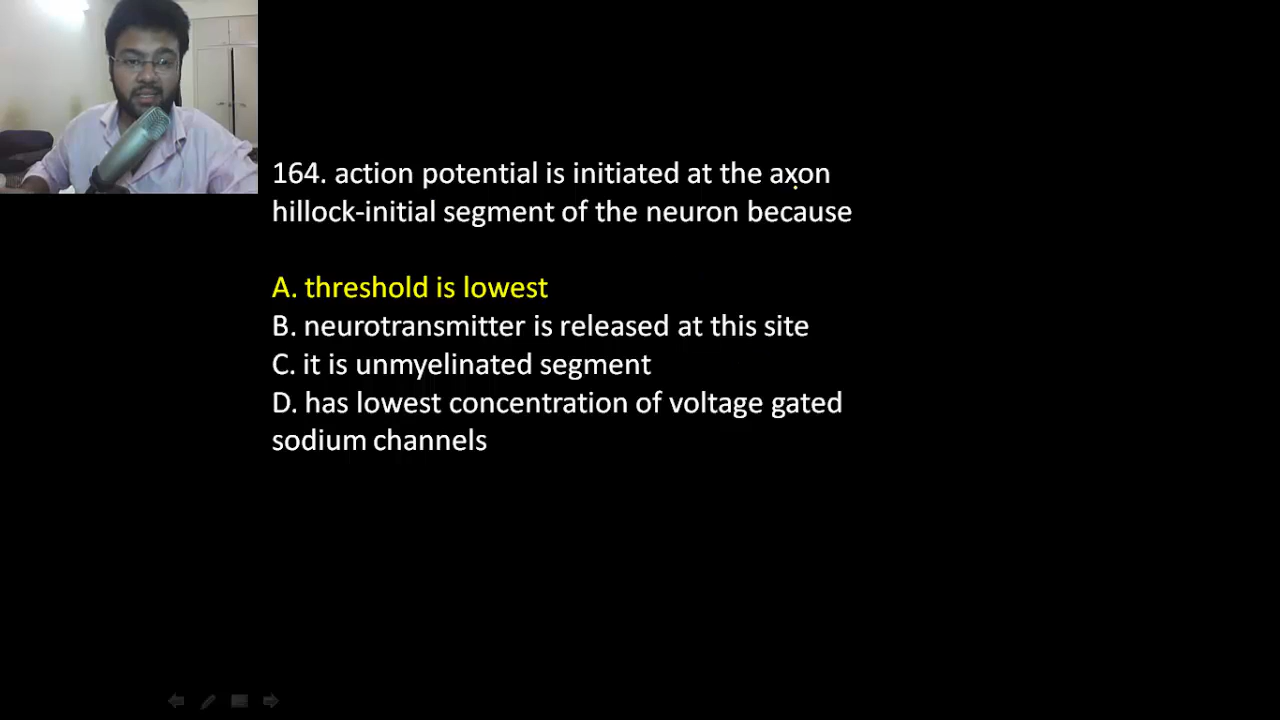 164. action potential is initiated at the axon
hillock-initial segment of the neuron because
A. threshold is lowest
B. neurotransmitter is released at this site
C. it is unmyelinated segment
D. has lowest concentration of voltage gated
sodium channels